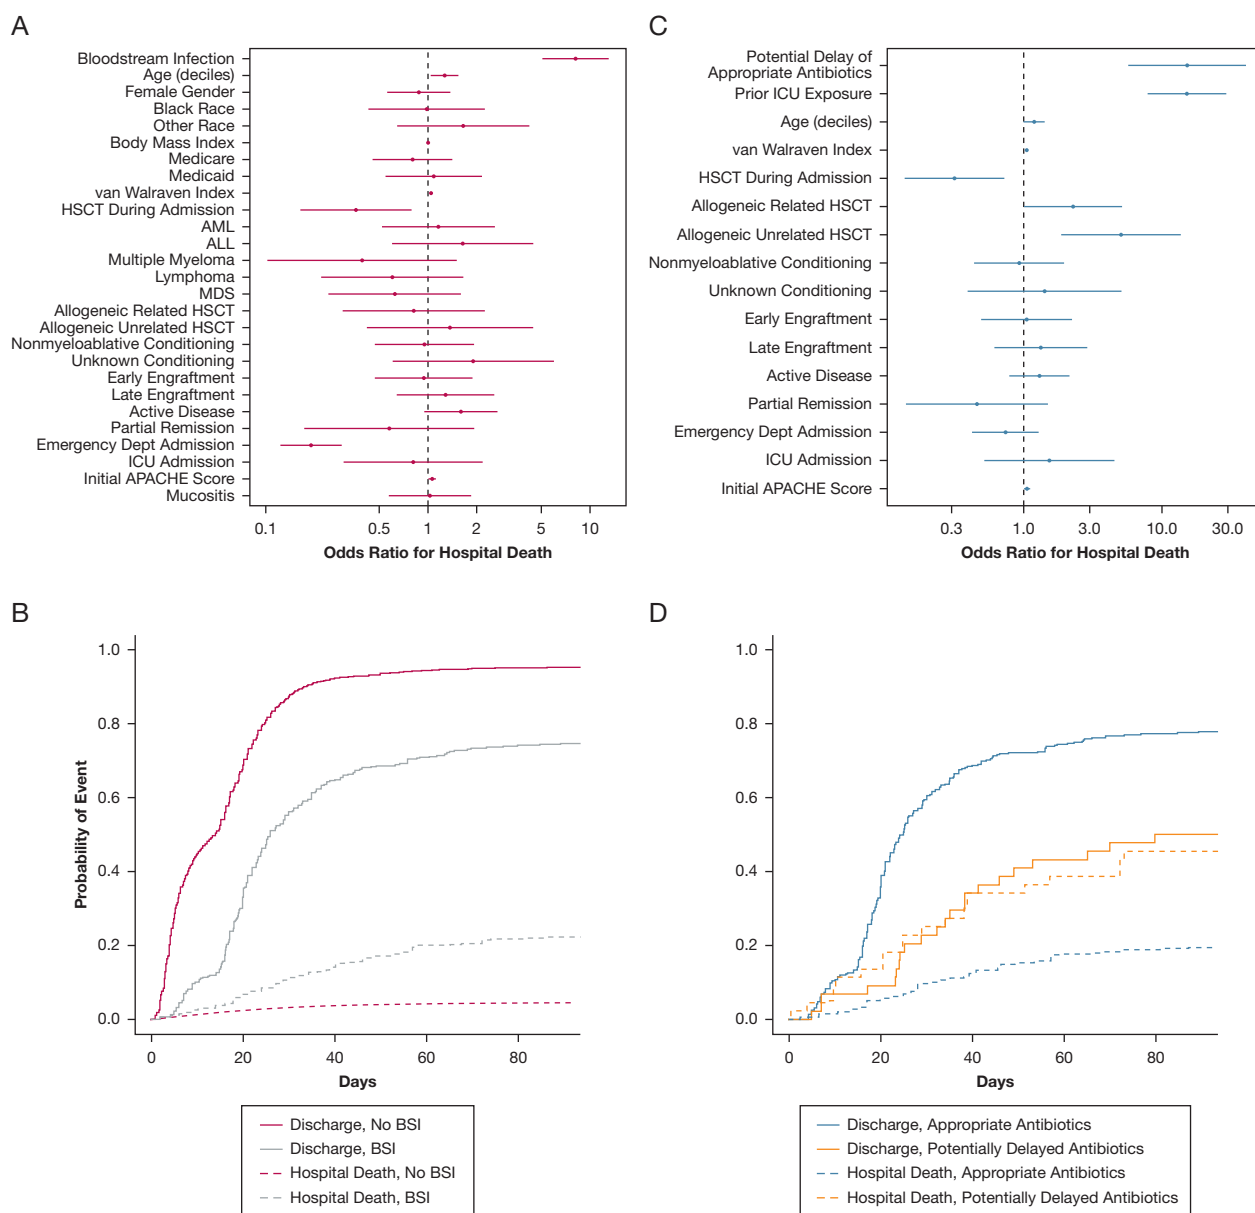 A
Bloodstream Infection
Age (deciles)
Female Gender
Black Race
Other Race
Body Mass Index
Medicare
Medicaid
van Walraven Index
HSCT During Admission
AML
ALL
Multiple Myeloma
Lymphoma
MDS
Allogeneic Related HSCT
Allogeneic Unrelated HSCT
Nonmyeloablative Conditioning
Unknown Conditioning
Early Engraftment
Late Engraftment
Active Disease
Partial Remission
Emergency Dept Admission
ICU Admission
Initial APACHE Score
Mucositis
0.1 0.5 1 2 5 10
Odds Ratio for Hospital Death
C
Potential Delay of
Appropriate Antibiotics
Prior ICU Exposure
Age (deciles)
van Walraven Index
HSCT During Admission
Allogeneic Related HSCT
Allogeneic Unrelated HSCT
Nonmyeloablative Conditioning
Unknown Conditioning
Early Engraftment
Late Engraftment
Active Disease
Partial Remission
Emergency Dept Admission
ICU Admission
Initial APACHE Score
0.3 1.0 3.0 10.0 30.0
Odds Ratio for Hospital Death
B
Probability of Event
1.0
0.8
0.6
0.4
0.2
0.0
0 20 40 60 80
Days
Discharge, No BSI
Discharge, BSI
Hospital Death, No BSI
Hospital Death, BSI
D
1.0
0.8
0.6
0.4
0.2
0.0
0 20 40 60 80
Days
Discharge, Appropriate Antibiotics
Discharge, Potentially Delayed Antibiotics
Hospital Death, Appropriate Antibiotics
Hospital Death, Potentially Delayed Antibiotics